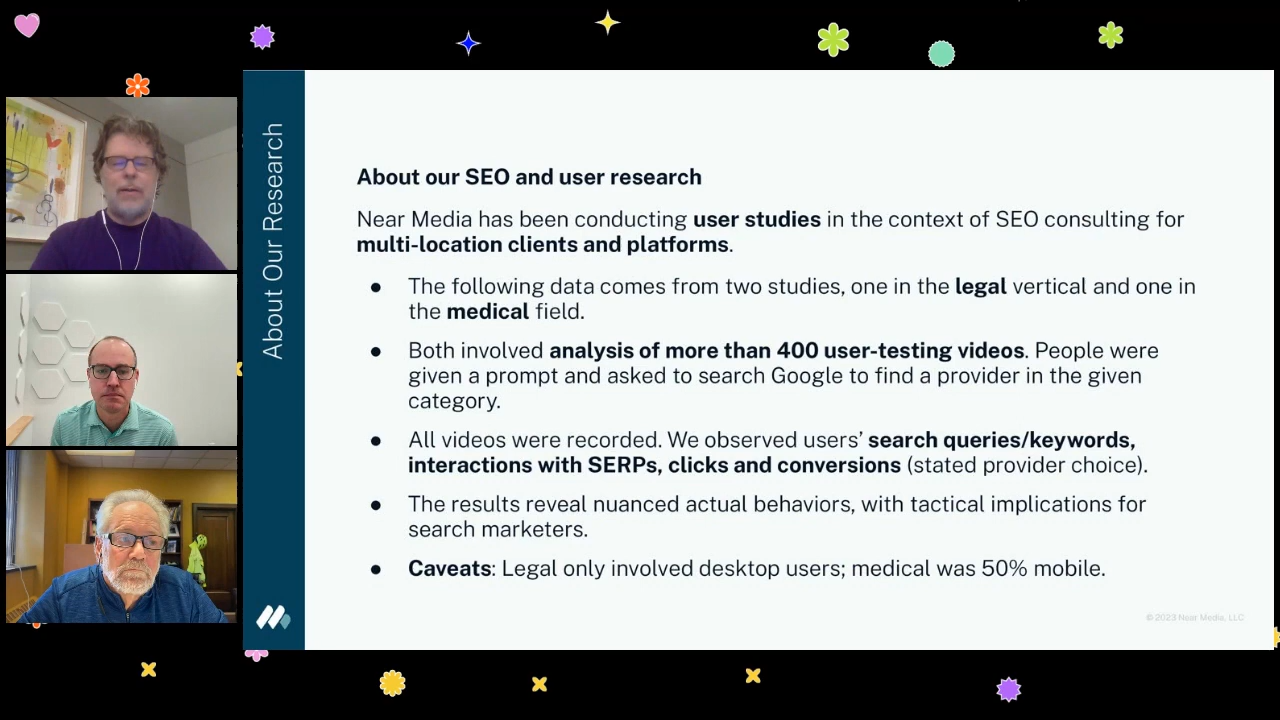 About Our Research
About our SEO and user research
Near Media has been conducting user studies in the context of SEO consulting for
multi-location clients and platforms.
● The following data comes from two studies, one in the legal vertical and one in
the medical field.
● Both involved analysis of more than 400 user-testing videos. People were
given a prompt and asked to search Google to find a provider in the given
category.
● All videos were recorded. We observed users’ search queries/keywords,
interactions with SERPs, clicks and conversions (stated provider choice).
● The results reveal nuanced actual behaviors, with tactical implications for
search marketers.
● Caveats: Legal only involved desktop users; medical was 50% mobile.
© 2023 Near Media, LLC